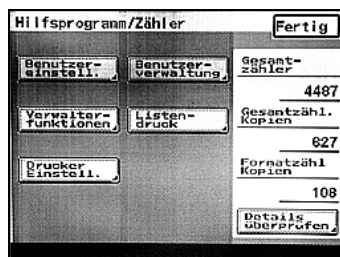 Hilfsprogramm/Zähler
Fertig
Benutzer-
einstell.
Benutzer-
verwaltung
Gesamt-
zähler
4487
Verwalter-
funktionen
Listen-
druck
Gesamtzähl.
Kopien
627
Drucker
Einstell.
Formatzähl
Kopien
108
Details
überprüfen